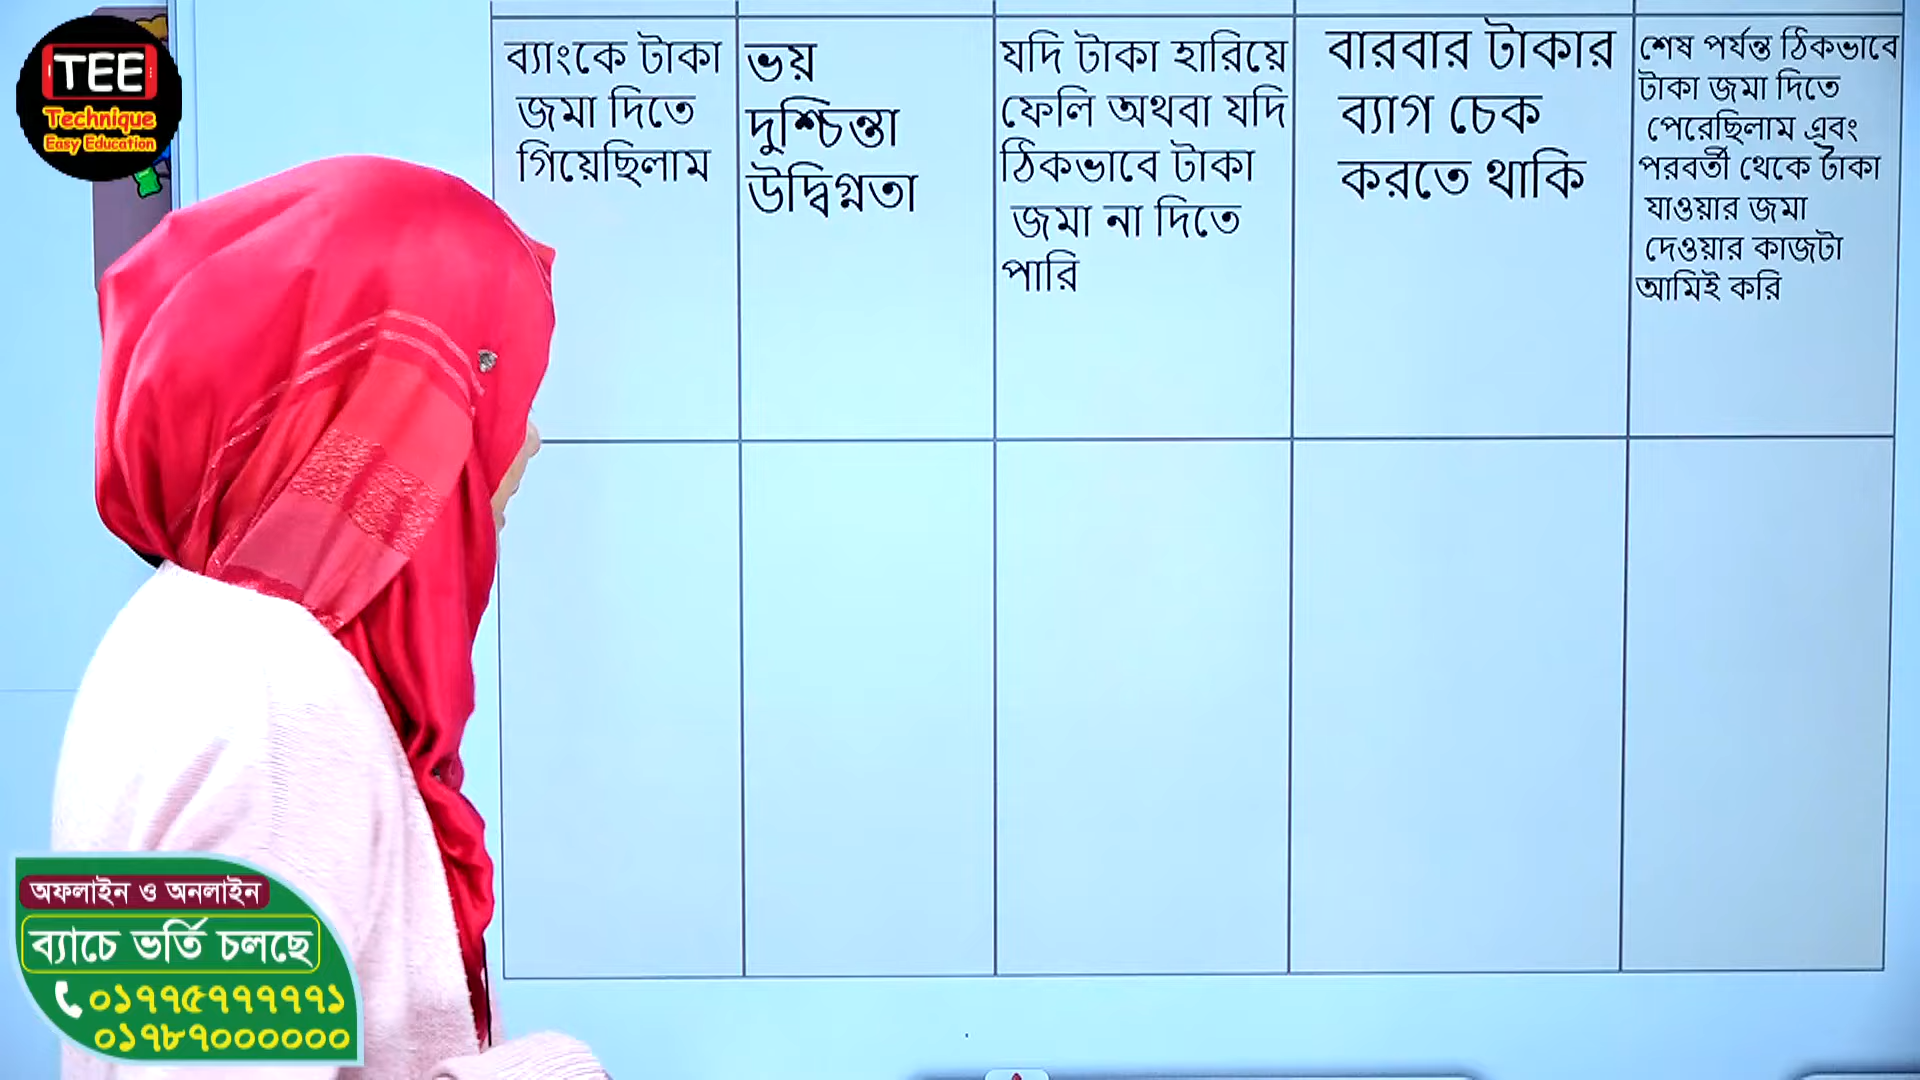 TEE
Technique
Easy Education
ব্যাংকে টাকা
জমা দিতে
গিয়েছিলাম
ভয়
দুশ্চিন্তা
উদ্বিগ্নতা
যদি টাকা হারিয়ে
ফেলি অথবা যদি
ঠিকভাবে টাকা
জমা না দিতে
পারি
বারবার টাকার
ব্যাগ চেক
করতে থাকি
শেষ পর্যন্ত ঠিকভাবে
টাকা জমা দিতে
পেরেছিলাম এবং
পরবর্তী থেকে টাকা
যাওয়ার জমা
দেওয়ার কাজটা
আমিই করি
অফলাইন ও অনলাইন
ব্যাচে ভর্তি চলছে
০১৭৭৫৭৭৭৭৭১
০১৭৮৭০০০০০০